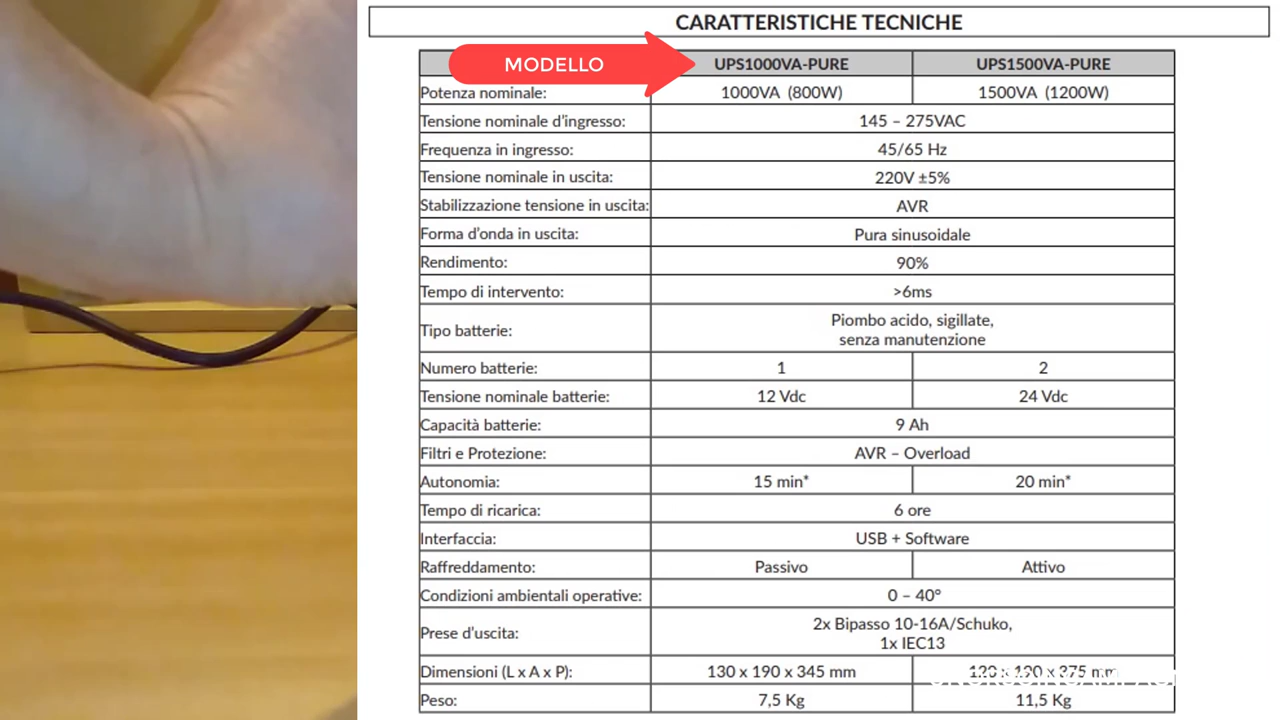 CARATTERISTICHE TECNICHE
MODELLO UPS1000VA-PURE UPS1500VA-PURE
Potenza nominale: 1000VA (800W) 1500VA (1200W)
Tensione nominale d'ingresso: 145 – 275VAC
Frequenza in ingresso: 45/65 Hz
Tensione nominale in uscita: 220V ±5%
Stabilizzazione tensione in uscita: AVR
Forma d'onda in uscita: Pura sinusoidale
Rendimento: 90%
Tempo di intervento: >6ms
Tipo batterie: Piombo acido, sigillate,
senza manutenzione
Numero batterie: 1 2
Tensione nominale batterie: 12 Vdc 24 Vdc
Capacità batterie: 9 Ah
Filtri e Protezione: AVR – Overload
Autonomia: 15 min* 20 min*
Tempo di ricarica: 6 ore
Interfaccia: USB + Software
Raffreddamento: Passivo Attivo
Condizioni ambientali operative: 0 – 40°
Prese d'uscita: 2x Bipasso 10-16A/Schuko,
1x IEC13
Dimensioni (L x A x P): 130 x 190 x 345 mm
Peso: 7,5 Kg 11,5 Kg